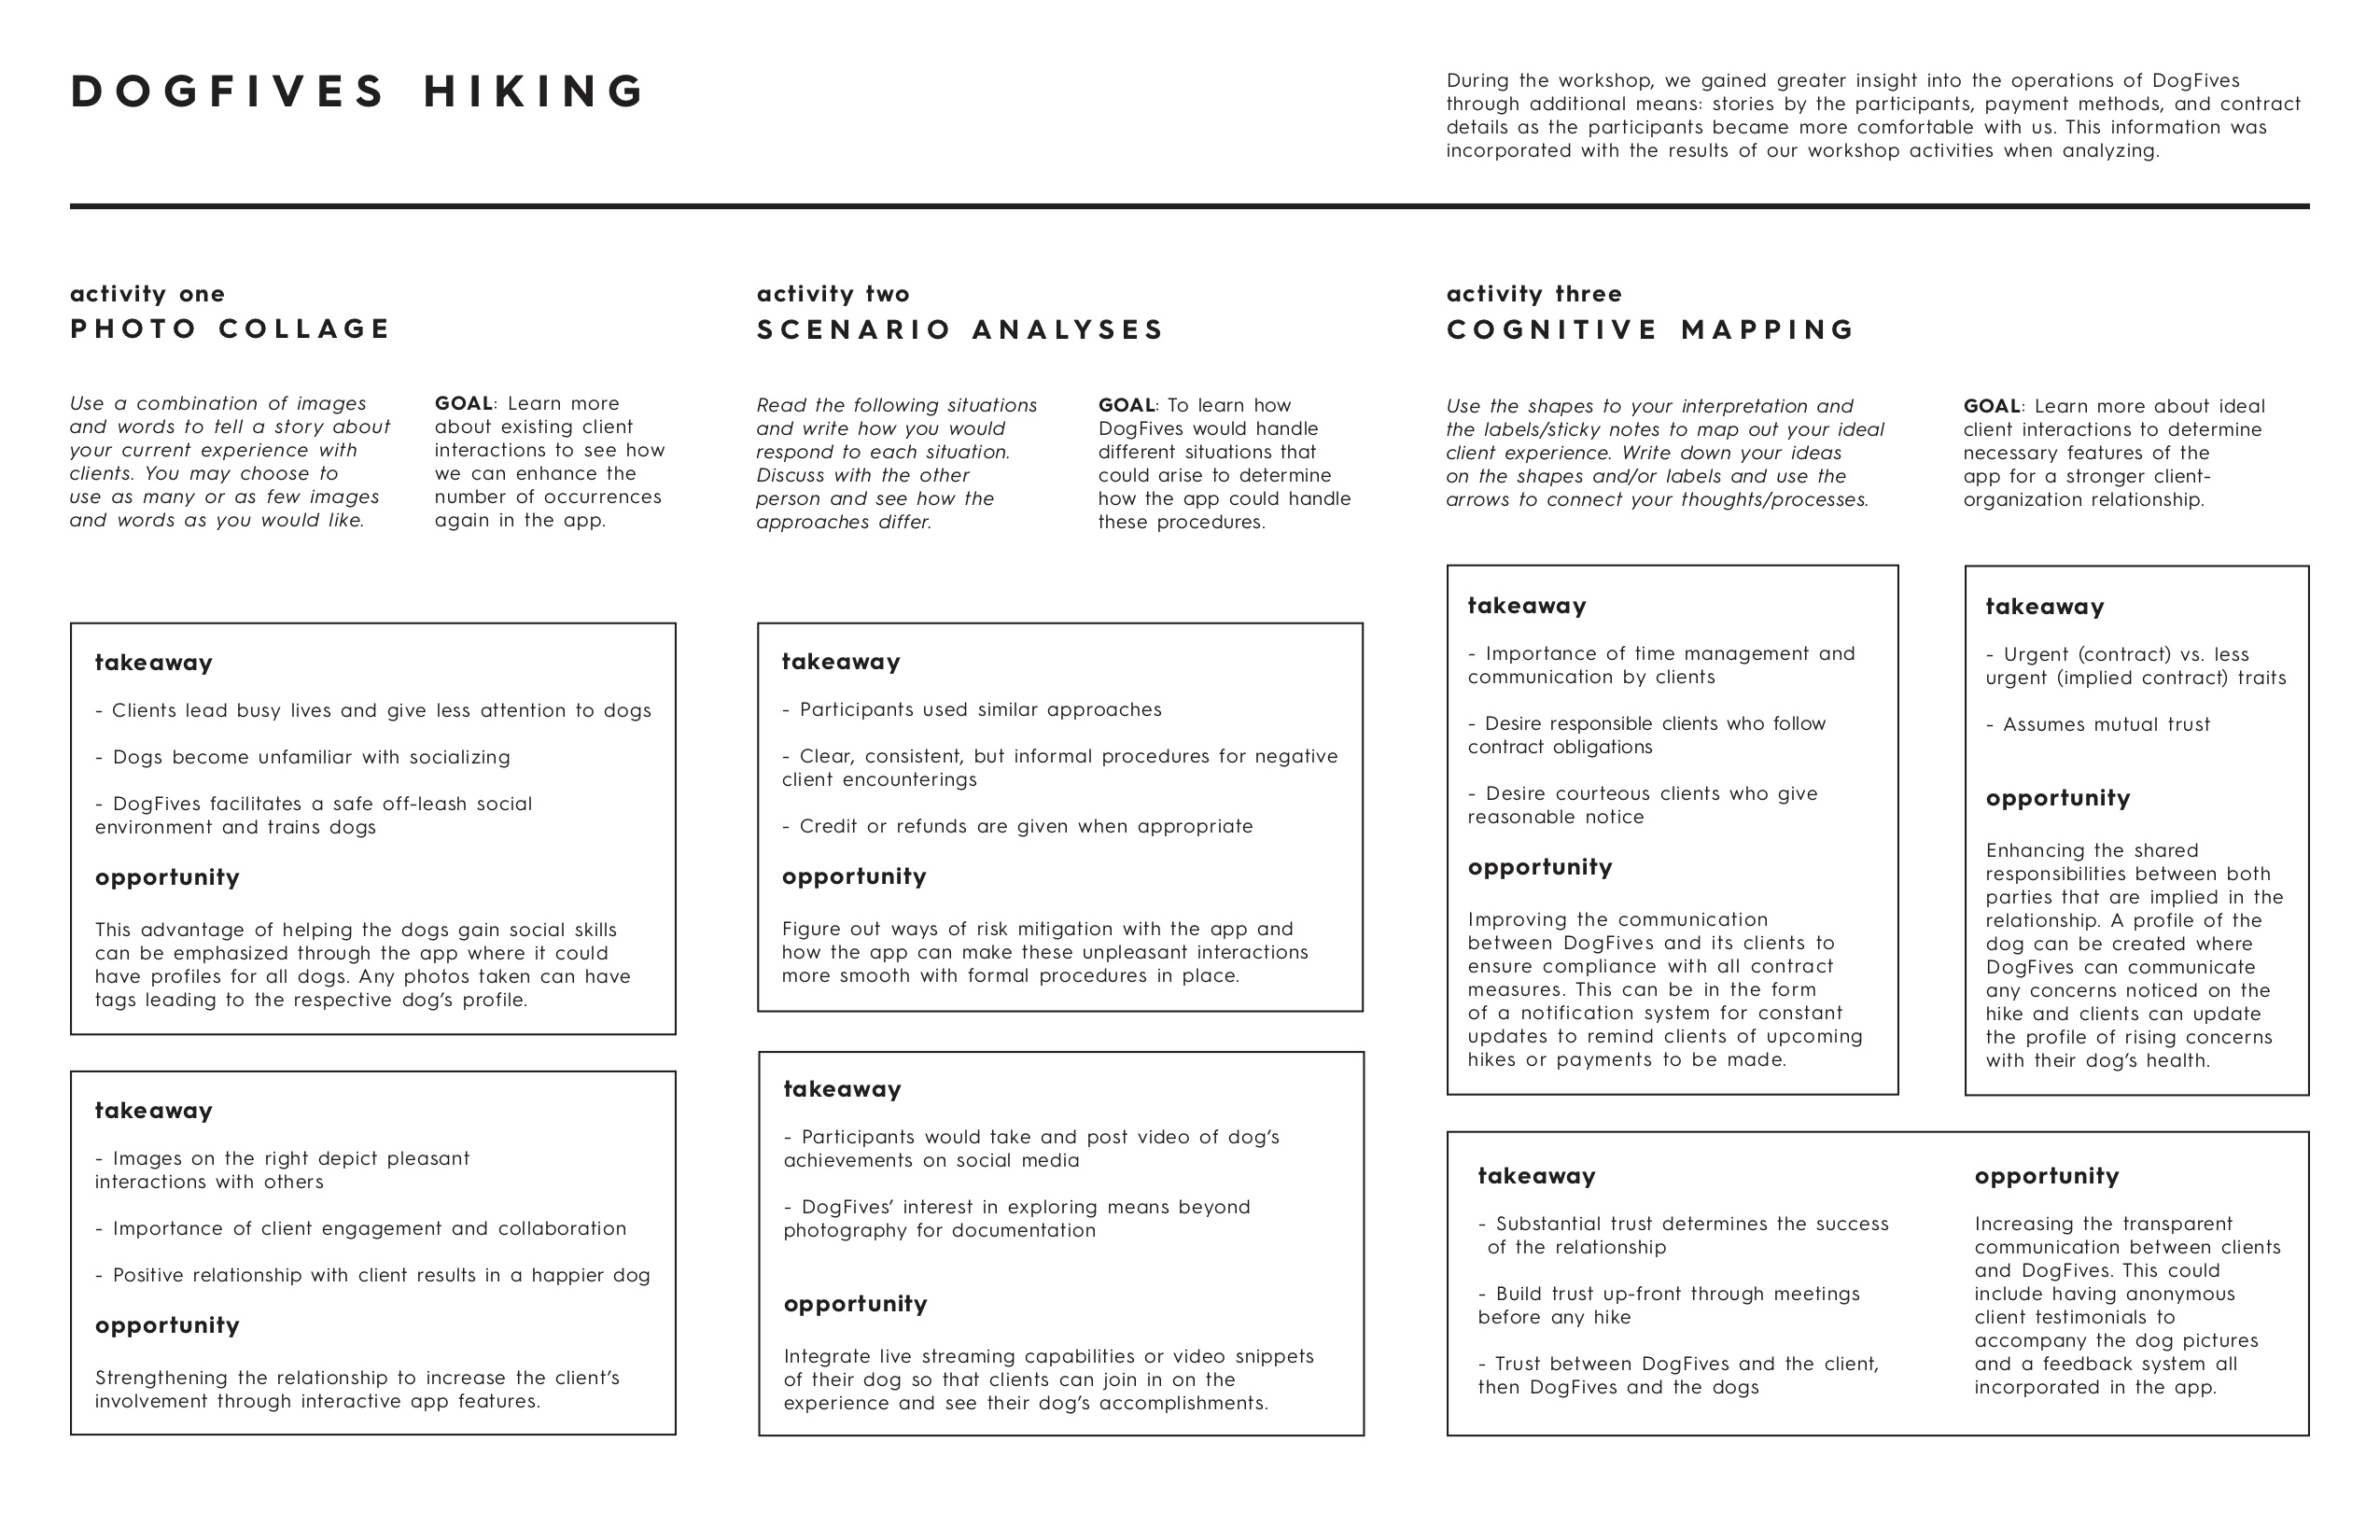 DOGFIVES HIKING
During the workshop, we gained greater insight into the operations of DogFives
through additional means: stories by the participants, payment methods, and contract
details as the participants became more comfortable with us. This information was
incorporated with the results of our workshop activities when analyzing.
activity one
PHOTO COLLAGE
Use a combination of images
and words to tell a story about
your current experience with
clients. You may choose to
use as many or as few images
and words as you would like.
GOAL: Learn more
about existing client
interactions to see how
we can enhance the
number of occurrences
again in the app.
takeaway
- Clients lead busy lives and give less attention to dogs
- Dogs become unfamiliar with socializing
- DogFives facilitates a safe off-leash social
environment and trains dogs
opportunity
This advantage of helping the dogs gain social skills
can be emphasized through the app where it could
have profiles for all dogs. Any photos taken can have
tags leading to the respective dog's profile.
takeaway
- Images on the right depict pleasant
interactions with others
- Importance of client engagement and collaboration
- Positive relationship with client results in a happier dog
opportunity
Strengthening the relationship to increase the client's
involvement through interactive app features.
activity two
SCENARIO ANALYSES
Read the following situations
and write how you would
respond to each situation.
Discuss with the other
person and see how the
approaches differ.
GOAL: To learn how
DogFives would handle
different situations that
could arise to determine
how the app could handle
these procedures.
takeaway
- Participants used similar approaches
- Clear, consistent, but informal procedures for negative
client encounterings
- Credit or refunds are given when appropriate
opportunity
Figure out ways of risk mitigation with the app and
how the app can make these unpleasant interactions
more smooth with formal procedures in place.
takeaway
- Participants would take and post video of dog's
achievements on social media
- DogFives' interest in exploring means beyond
photography for documentation
opportunity
Integrate live streaming capabilities or video snippets
of their dog so that clients can join in on the
experience and see their dog's accomplishments.
activity three
COGNITIVE MAPPING
Use the shapes to your interpretation and
the labels/sticky notes to map out your ideal
client experience. Write down your ideas
on the shapes and/or labels and use the
arrows to connect your thoughts/processes.
GOAL: Learn more about ideal
client interactions to determine
necessary features of the
app for a stronger client-
organization relationship.
takeaway
- Importance of time management and
communication by clients
- Desire responsible clients who follow
contract obligations
- Desire courteous clients who give
reasonable notice
opportunity
Improving the communication
between DogFives and its clients to
ensure compliance with all contract
measures. This can be in the form
of a notification system for constant
updates to remind clients of upcoming
hikes or payments to be made.
takeaway
- Urgent (contract) vs. less
urgent (implied contract) traits
- Assumes mutual trust
opportunity
Enhancing the shared
responsibilities between both
parties that are implied in the
relationship. A profile of the
dog can be created where
DogFives can communicate
any concerns noticed on the
hike and clients can update
the profile of rising concerns
with their dog's health.
takeaway
- Substantial trust determines the success
of the relationship
- Build trust up-front through meetings
before any hike
- Trust between DogFives and the client,
then DogFives and the dogs
opportunity
Increasing the transparent
communication between clients
and DogFives. This could
include having anonymous
client testimonials to
accompany the dog pictures
and a feedback system all
incorporated in the app.